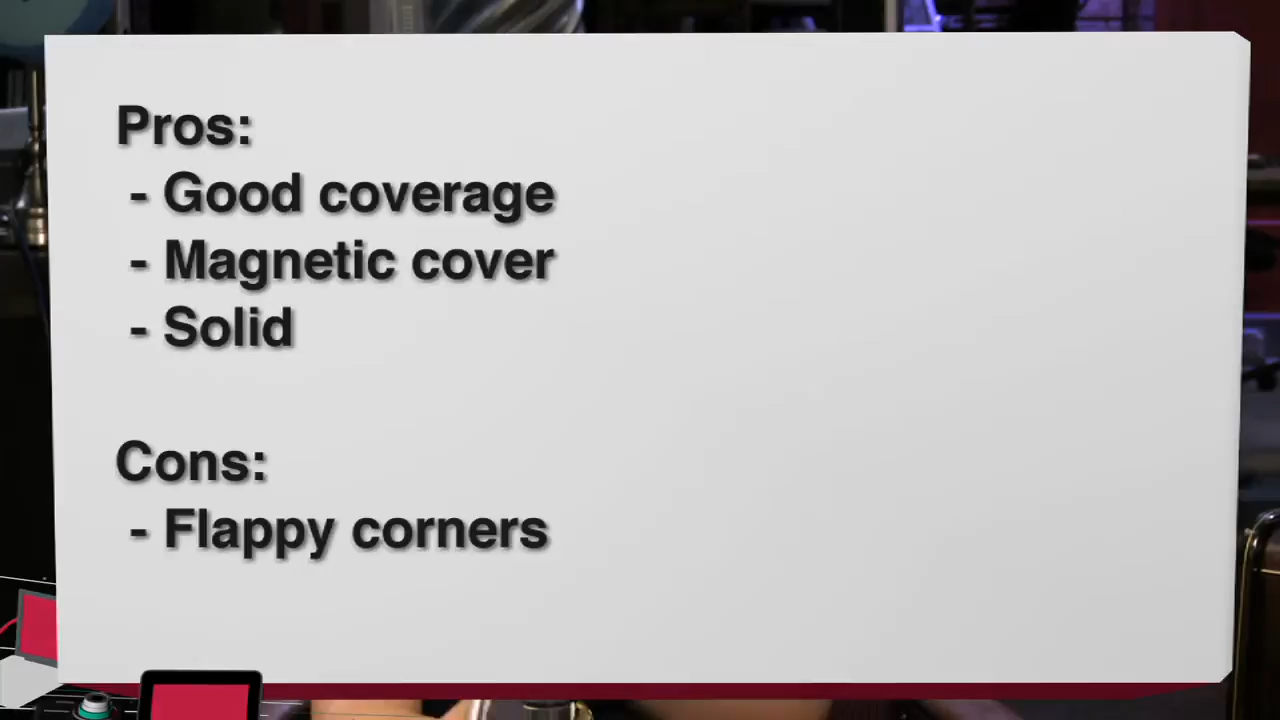 Pros:
- Good coverage
- Magnetic cover
- Solid
Cons:
- Flappy corners